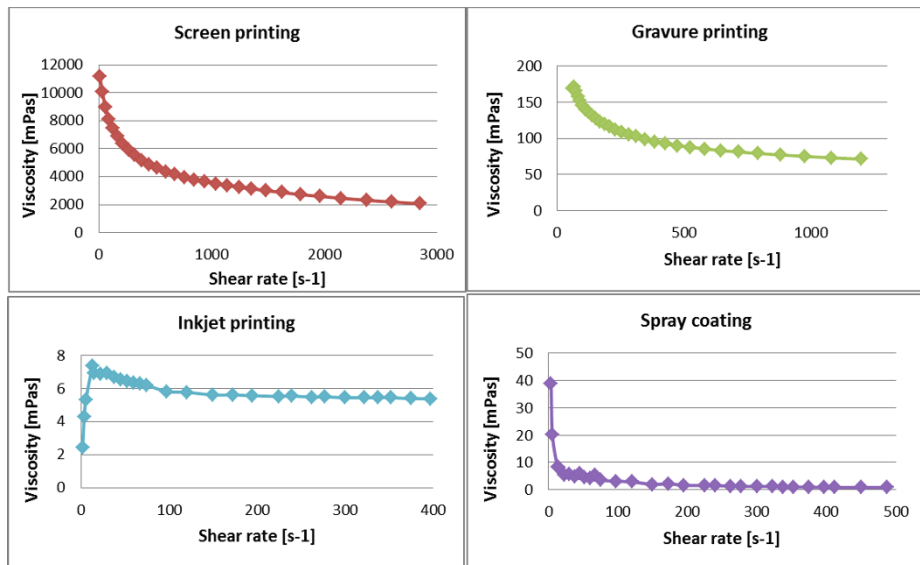 Screen printing
Viscosity [mPas]
12000
10000
8000
6000
4000
2000
0
0 1000 2000 3000
Shear rate [s-1]
Gravure printing
Viscosity [mPas]
200
150
100
50
0
0 500 1000
Shear rate [s-1]
Inkjet printing
Viscosity [mPas]
8
6
4
2
0
0 100 200 300 400
Shear rate [s-1]
Spray coating
Viscosity [mPas]
50
40
30
20
10
0
0 100 200 300 400 500
Shear rate [s-1]